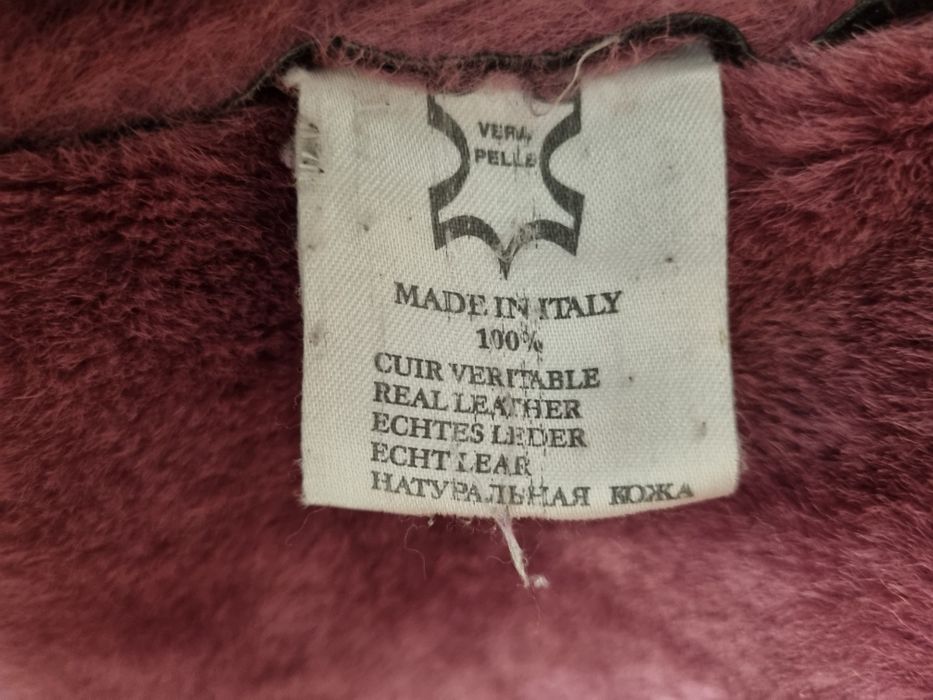 VERA
PELLE
MADE IN ITALY
100%
CUIR VERITABLE
REAL LEATHER
ECHTES LEDER
ECHT LEAR
НАТУРАЛЬНАЯ КОЖА